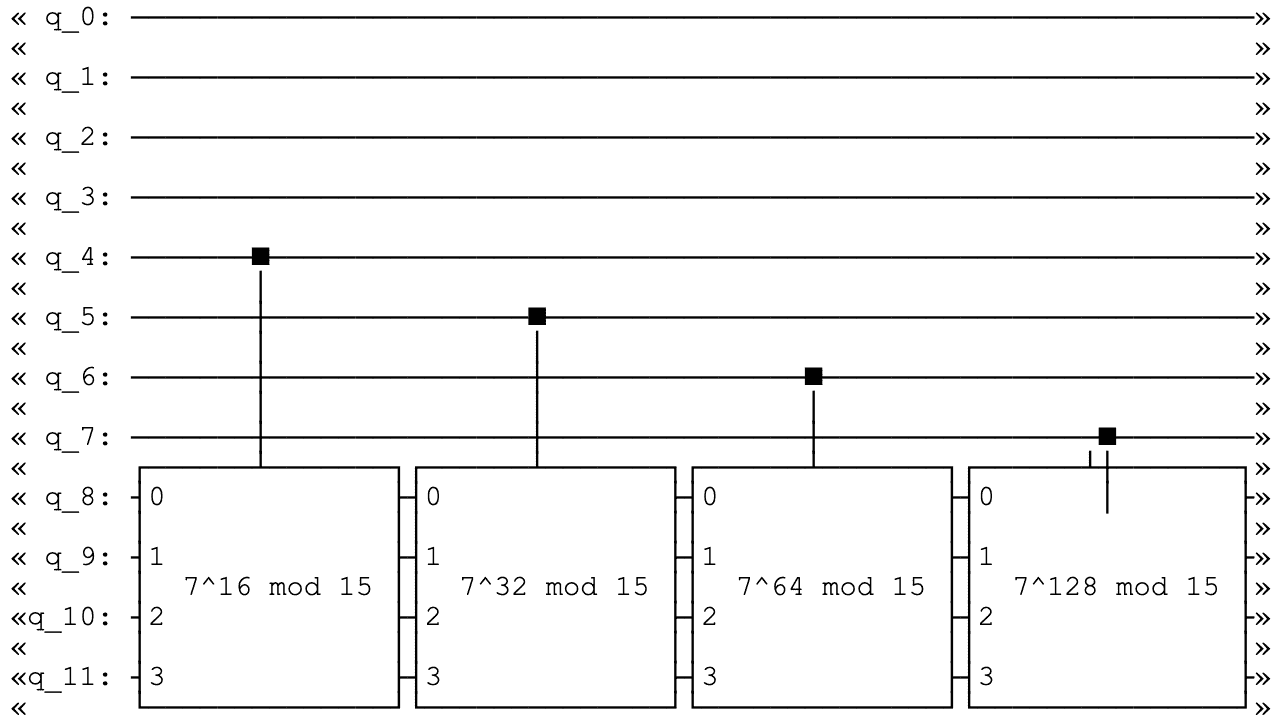 « q_0: »
« »
« q_1: »
« »
« q_2: »
« »
« q_3: »
« »
« q_4: »
« »
« q_5: »
« »
« q_6: »
« »
« q_7: »
« »
« q_8: 0 0 0 0 »
« »
« q_9: 1 1 1 1 »
« 7^16 mod 15 7^32 mod 15 7^64 mod 15 7^128 mod 15 »
«q_10: 2 2 2 2 »
« »
«q_11: 3 3 3 3 »
« »